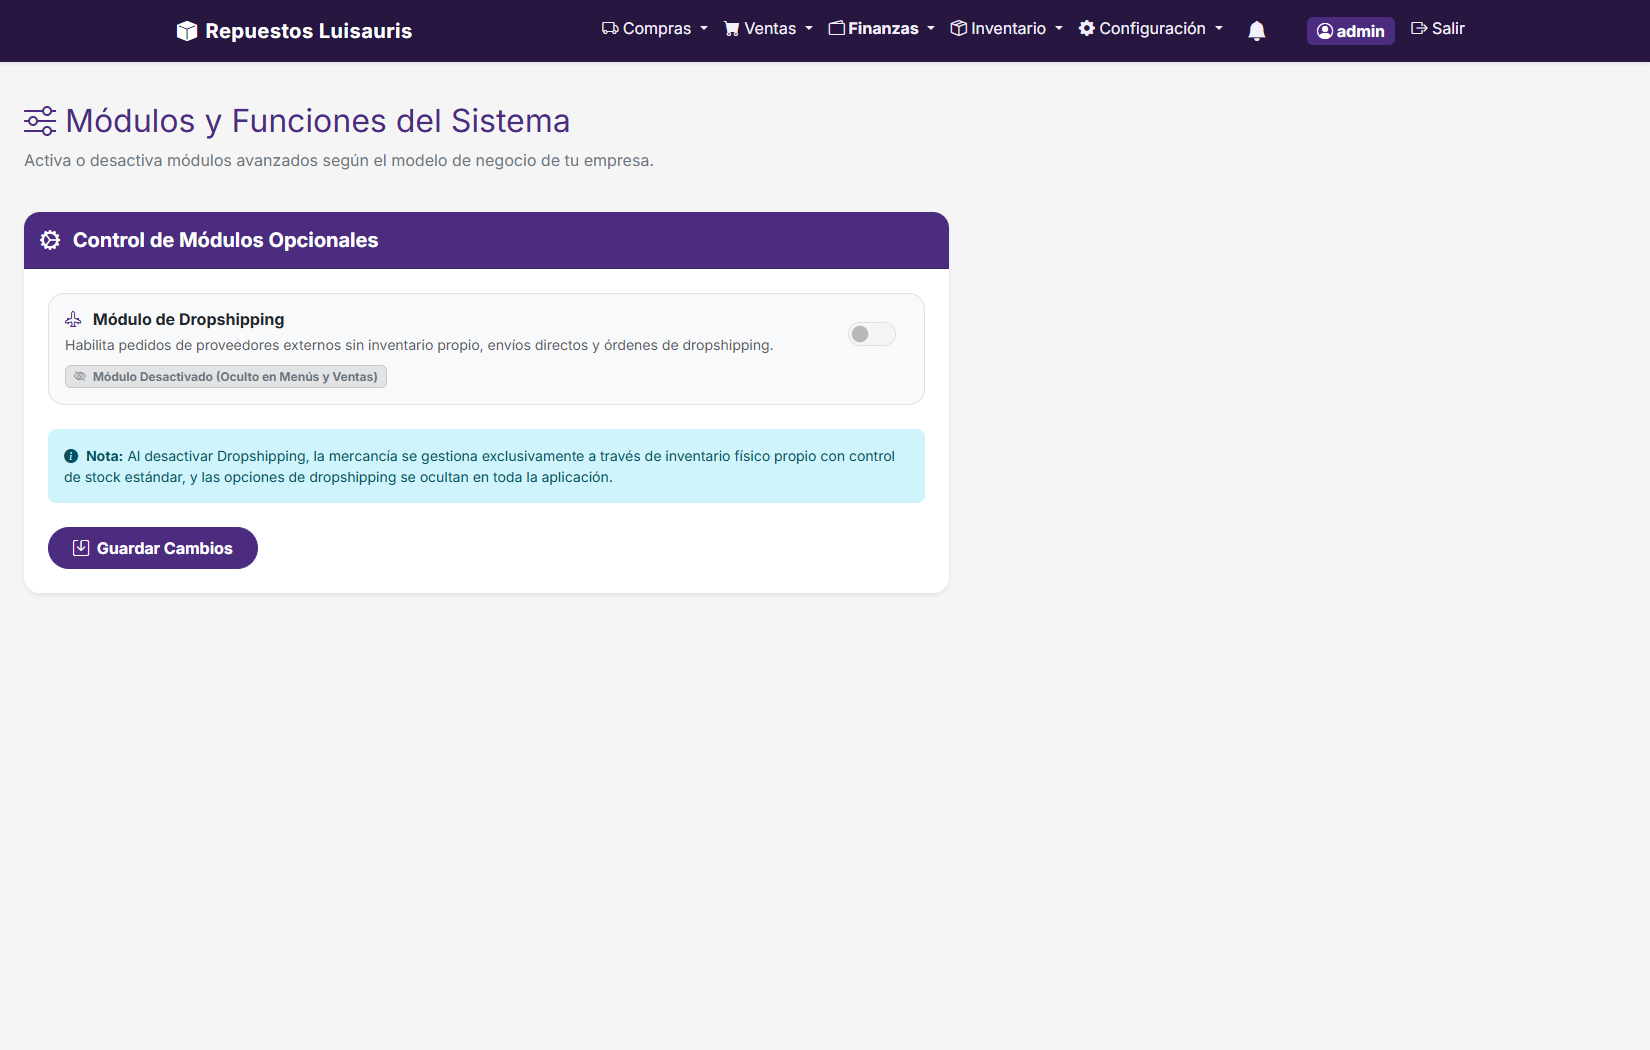 Repuestos Luisauris
Compras
Ventas
Finanzas
Inventario
Configuración
admin
Salir
Módulos y Funciones del Sistema
Activa o desactiva módulos avanzados según el modelo de negocio de tu empresa.
Control de Módulos Opcionales
Módulo de Dropshipping
Habilita pedidos de proveedores externos sin inventario propio, envíos directos y órdenes de dropshipping.
Módulo Desactivado (Oculto en Menús y Ventas)
Nota: Al desactivar Dropshipping, la mercancía se gestiona exclusivamente a través de inventario físico propio con control
de stock estándar, y las opciones de dropshipping se ocultan en toda la aplicación.
Guardar Cambios